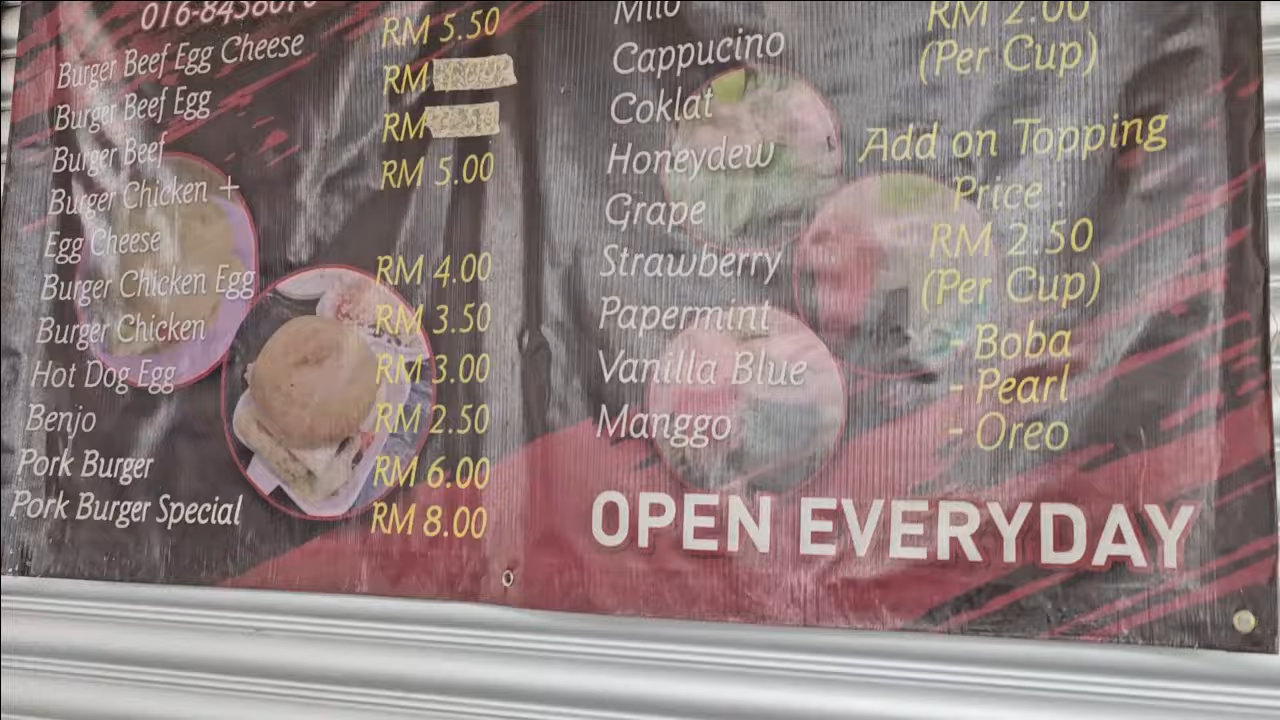 Burger Beef Egg Cheese
RM 5.50
Burger Beef Egg
RM
Burger Beef
RM
Burger Chicken +
Egg Cheese
RM 5.00
Burger Chicken Egg
RM 4.00
Burger Chicken
RM 3.50
Hot Dog Egg
RM 3.00
Benjo
RM 2.50
Pork Burger
RM 6.00
Pork Burger Special
RM 8.00
Milo
Cappucino
Coklat
Honeydew
Grape
Strawberry
Papermint
Vanilla Blue
Manggo
RM 2.00
(Per Cup)
Add on Topping
Price :
RM 2.50
(Per Cup)
- Boba
- Pearl
- Oreo
OPEN EVERYDAY